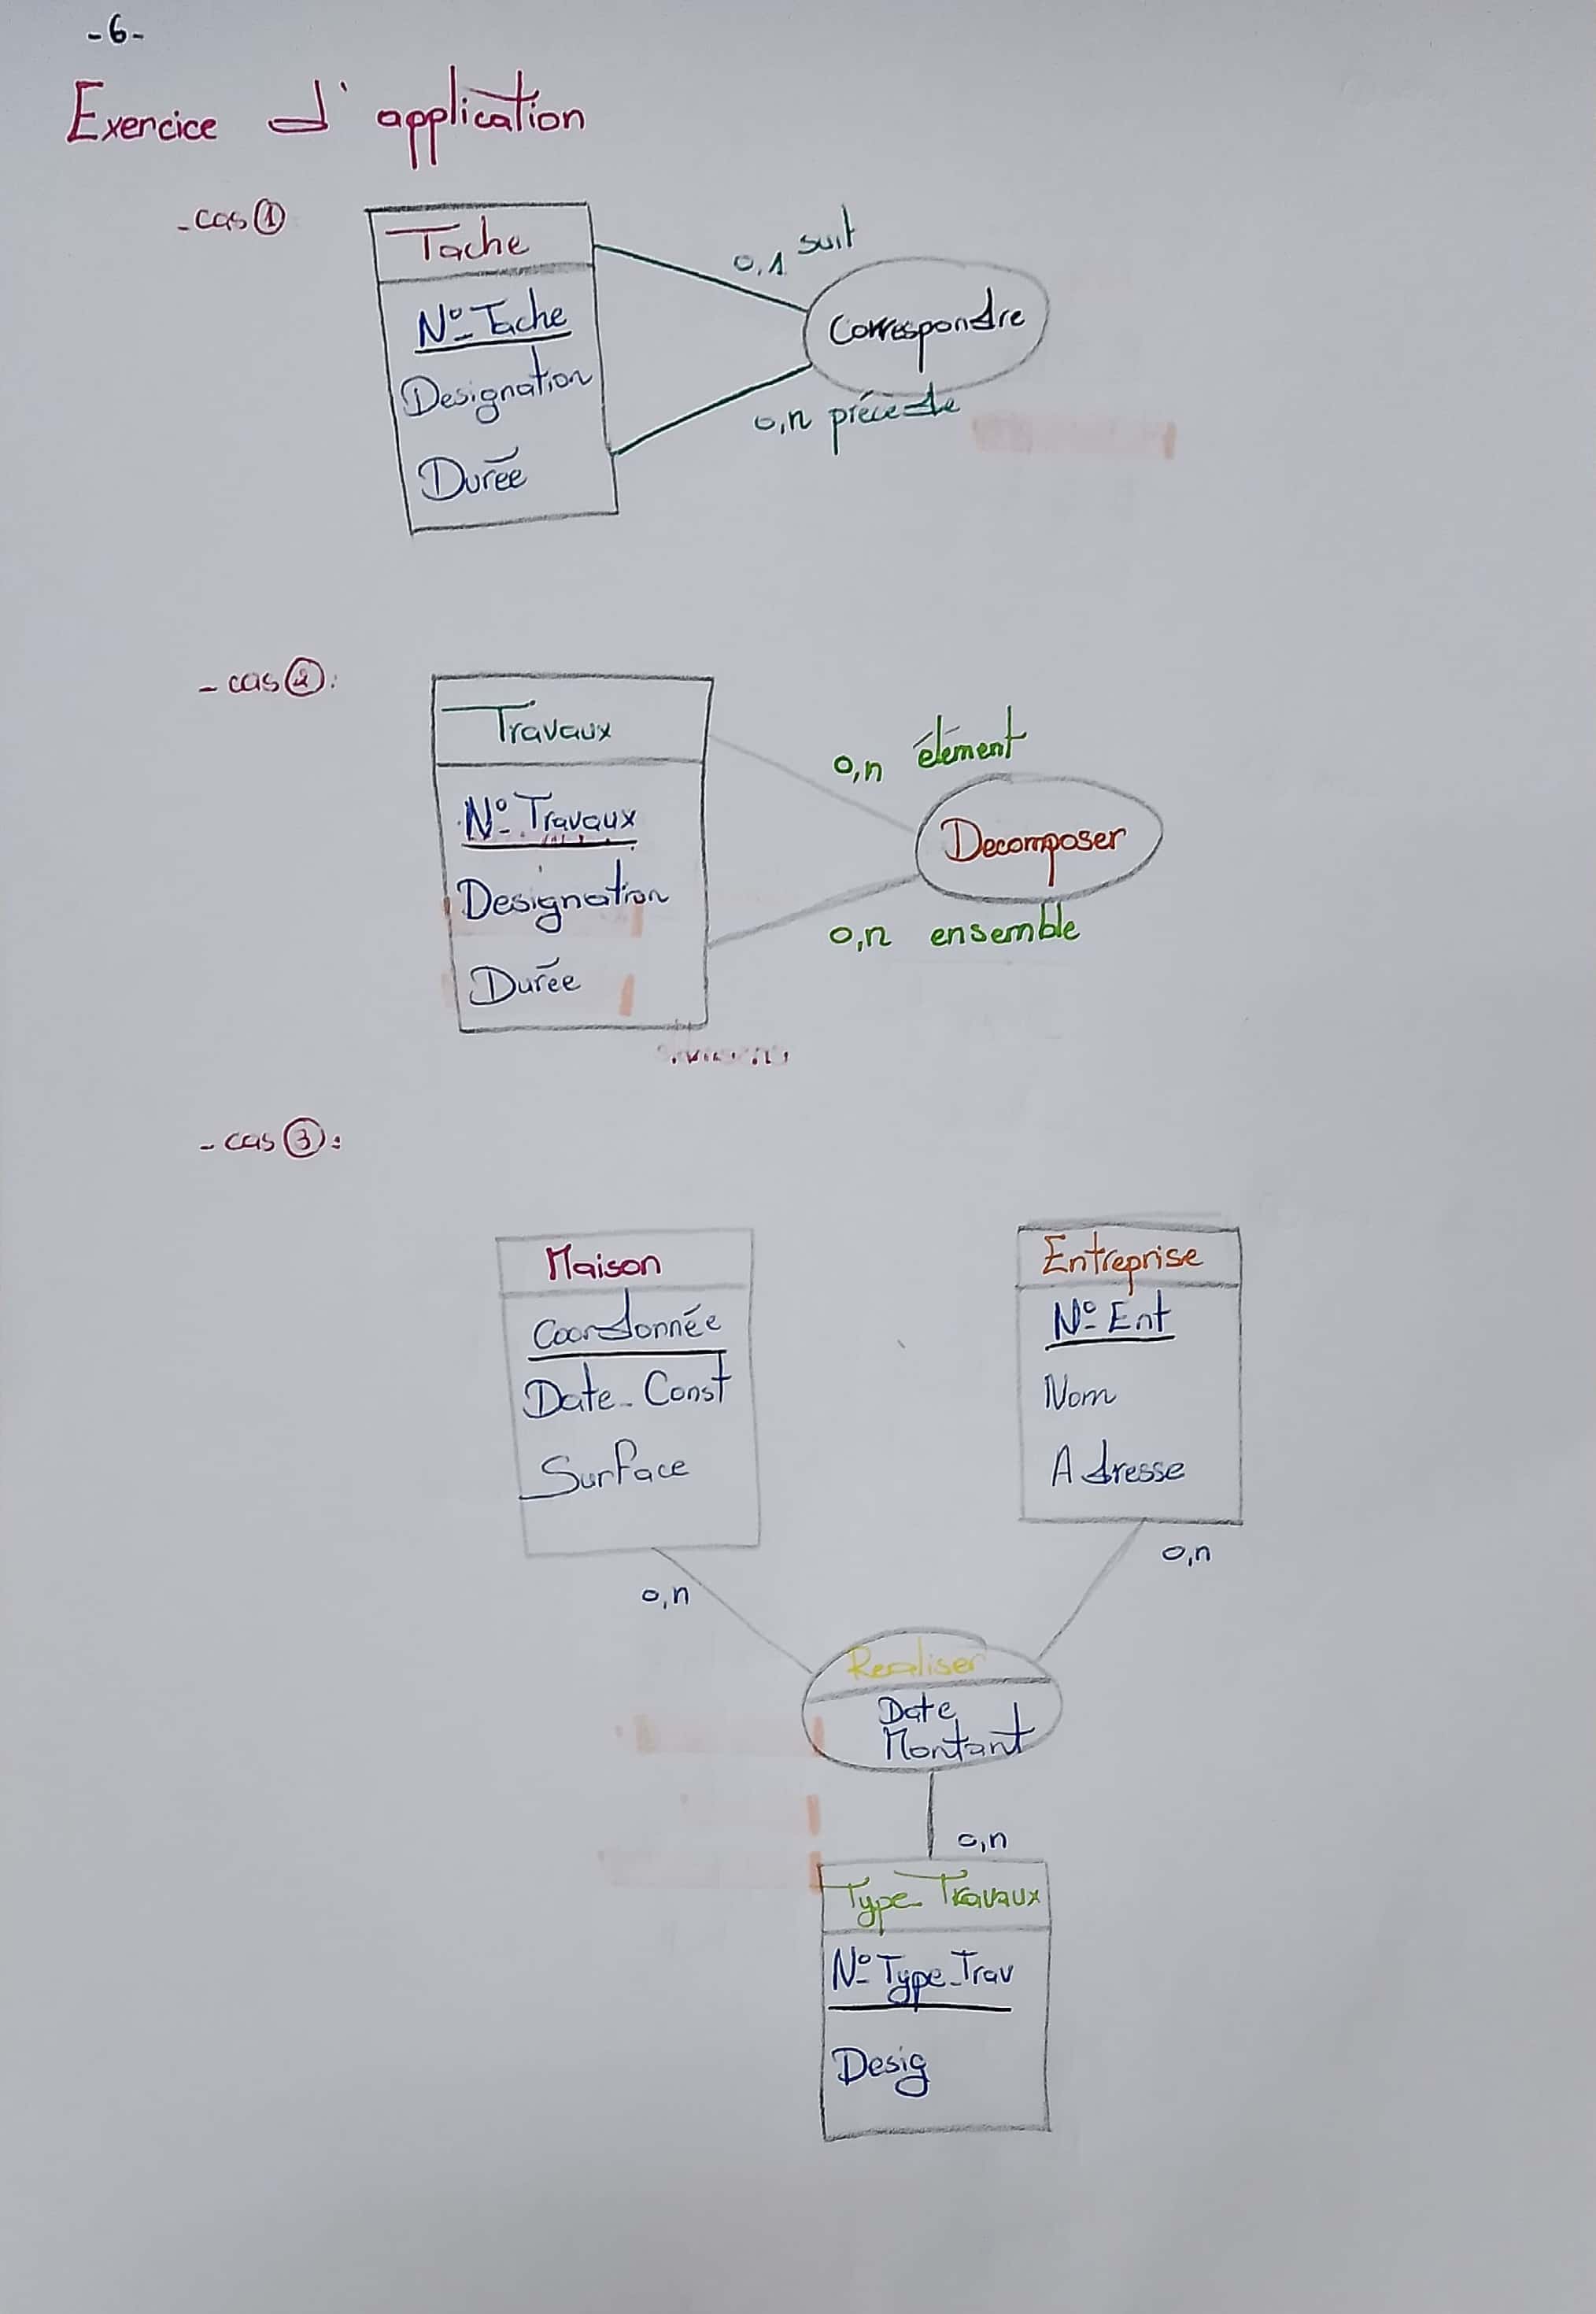 -6-
Exercice d'application
-cas ①
Tache
N° Tache
Designation
Durée
0,1 suit
Correspondre
0,n précede
- cas ②:
Travaux
N° Travaux
Designation
Durée
0,n élément
Decomposer
0,n ensemble
- cas ③:
Maison
Coordonnée
Date_Const
Surface
Entreprise
N° Ent
Nom
Adresse
0,n
0,n
Realiser
Date
Montant
0,n
Type_Travaux
N° Type_Trav
Desig